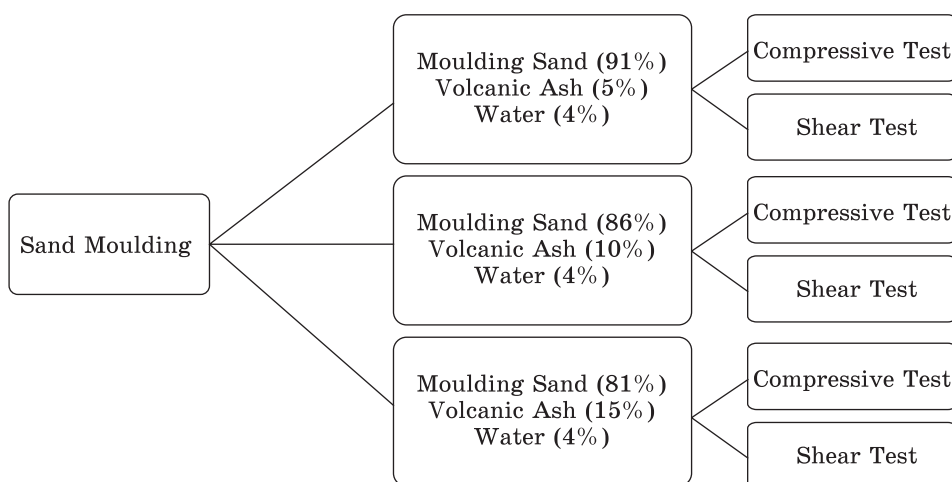 Sand Moulding
Moulding Sand (91%)
Volcanic Ash (5%)
Water (4%)
Compressive Test
Shear Test
Moulding Sand (86%)
Volcanic Ash (10%)
Water (4%)
Compressive Test
Shear Test
Moulding Sand (81%)
Volcanic Ash (15%)
Water (4%)
Compressive Test
Shear Test